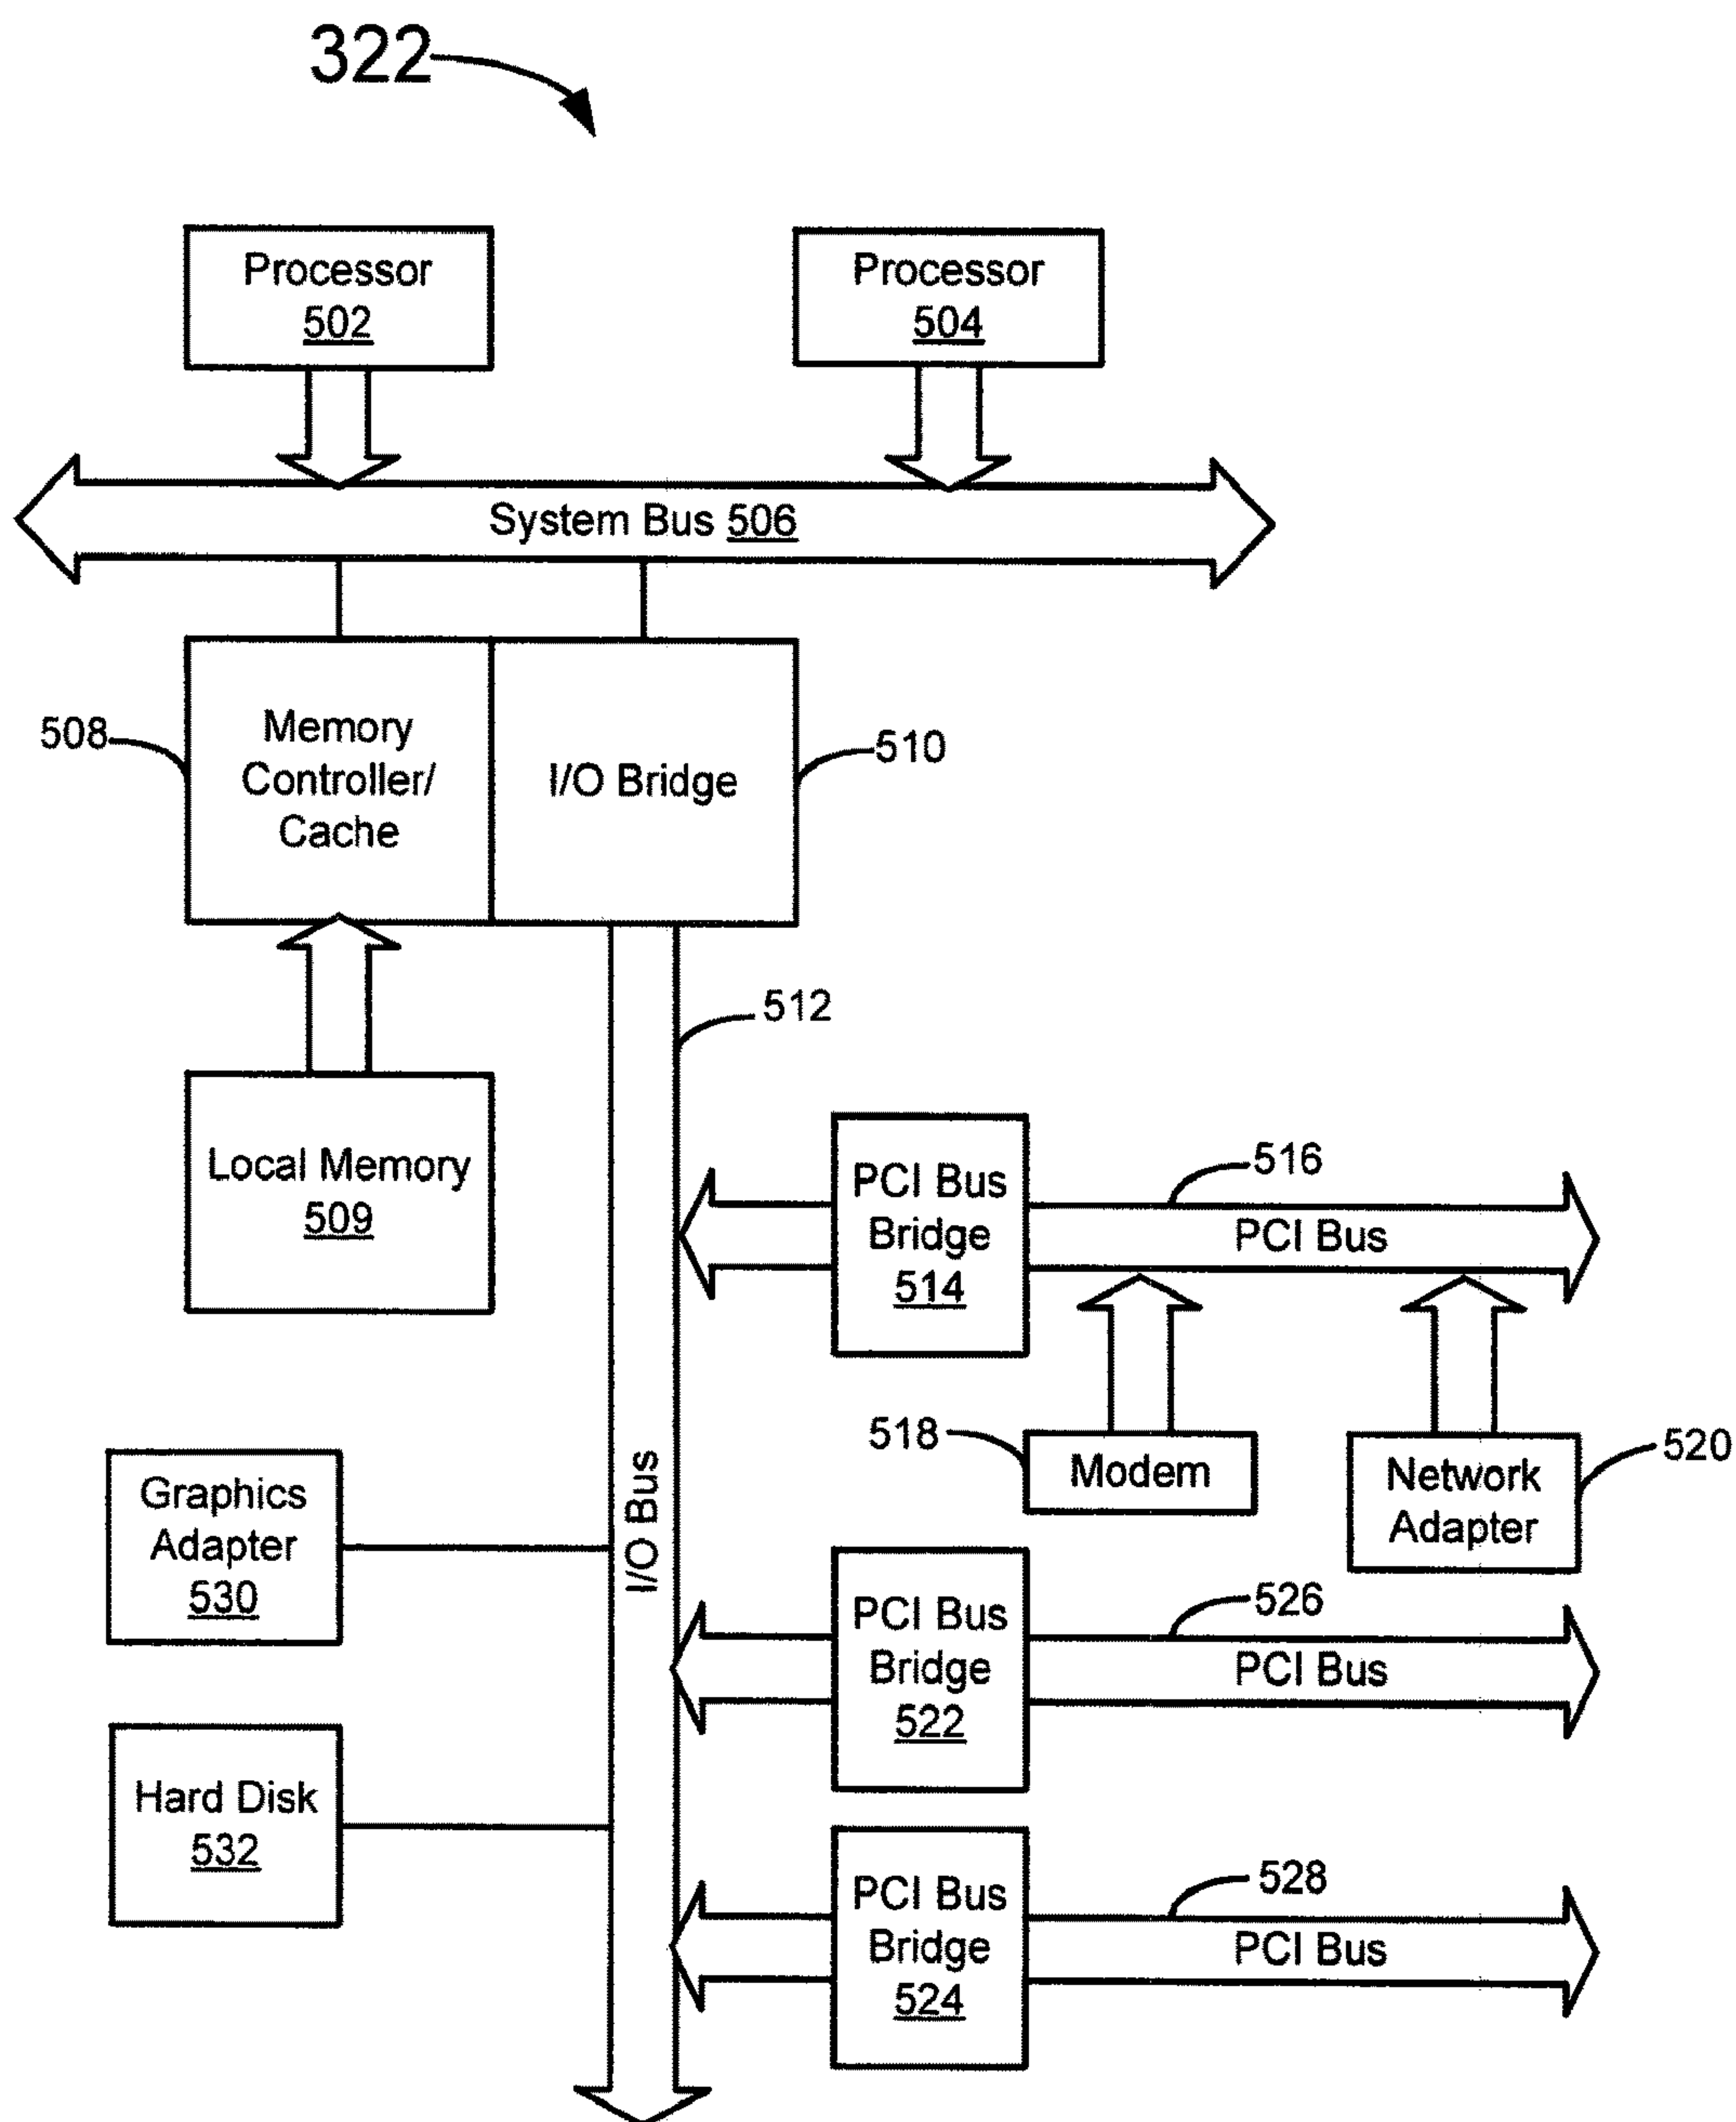 322
Processor
502
Processor
504
System Bus 506
508
Memory
Controller/
Cache
I/O Bridge
510
512
Local Memory
509
PCI Bus
Bridge
514
516
PCI Bus
518
Modem
Network
Adapter
520
Graphics
Adapter
530
I/O Bus
PCI Bus
Bridge
522
526
PCI Bus
Hard Disk
532
PCI Bus
Bridge
524
528
PCI Bus